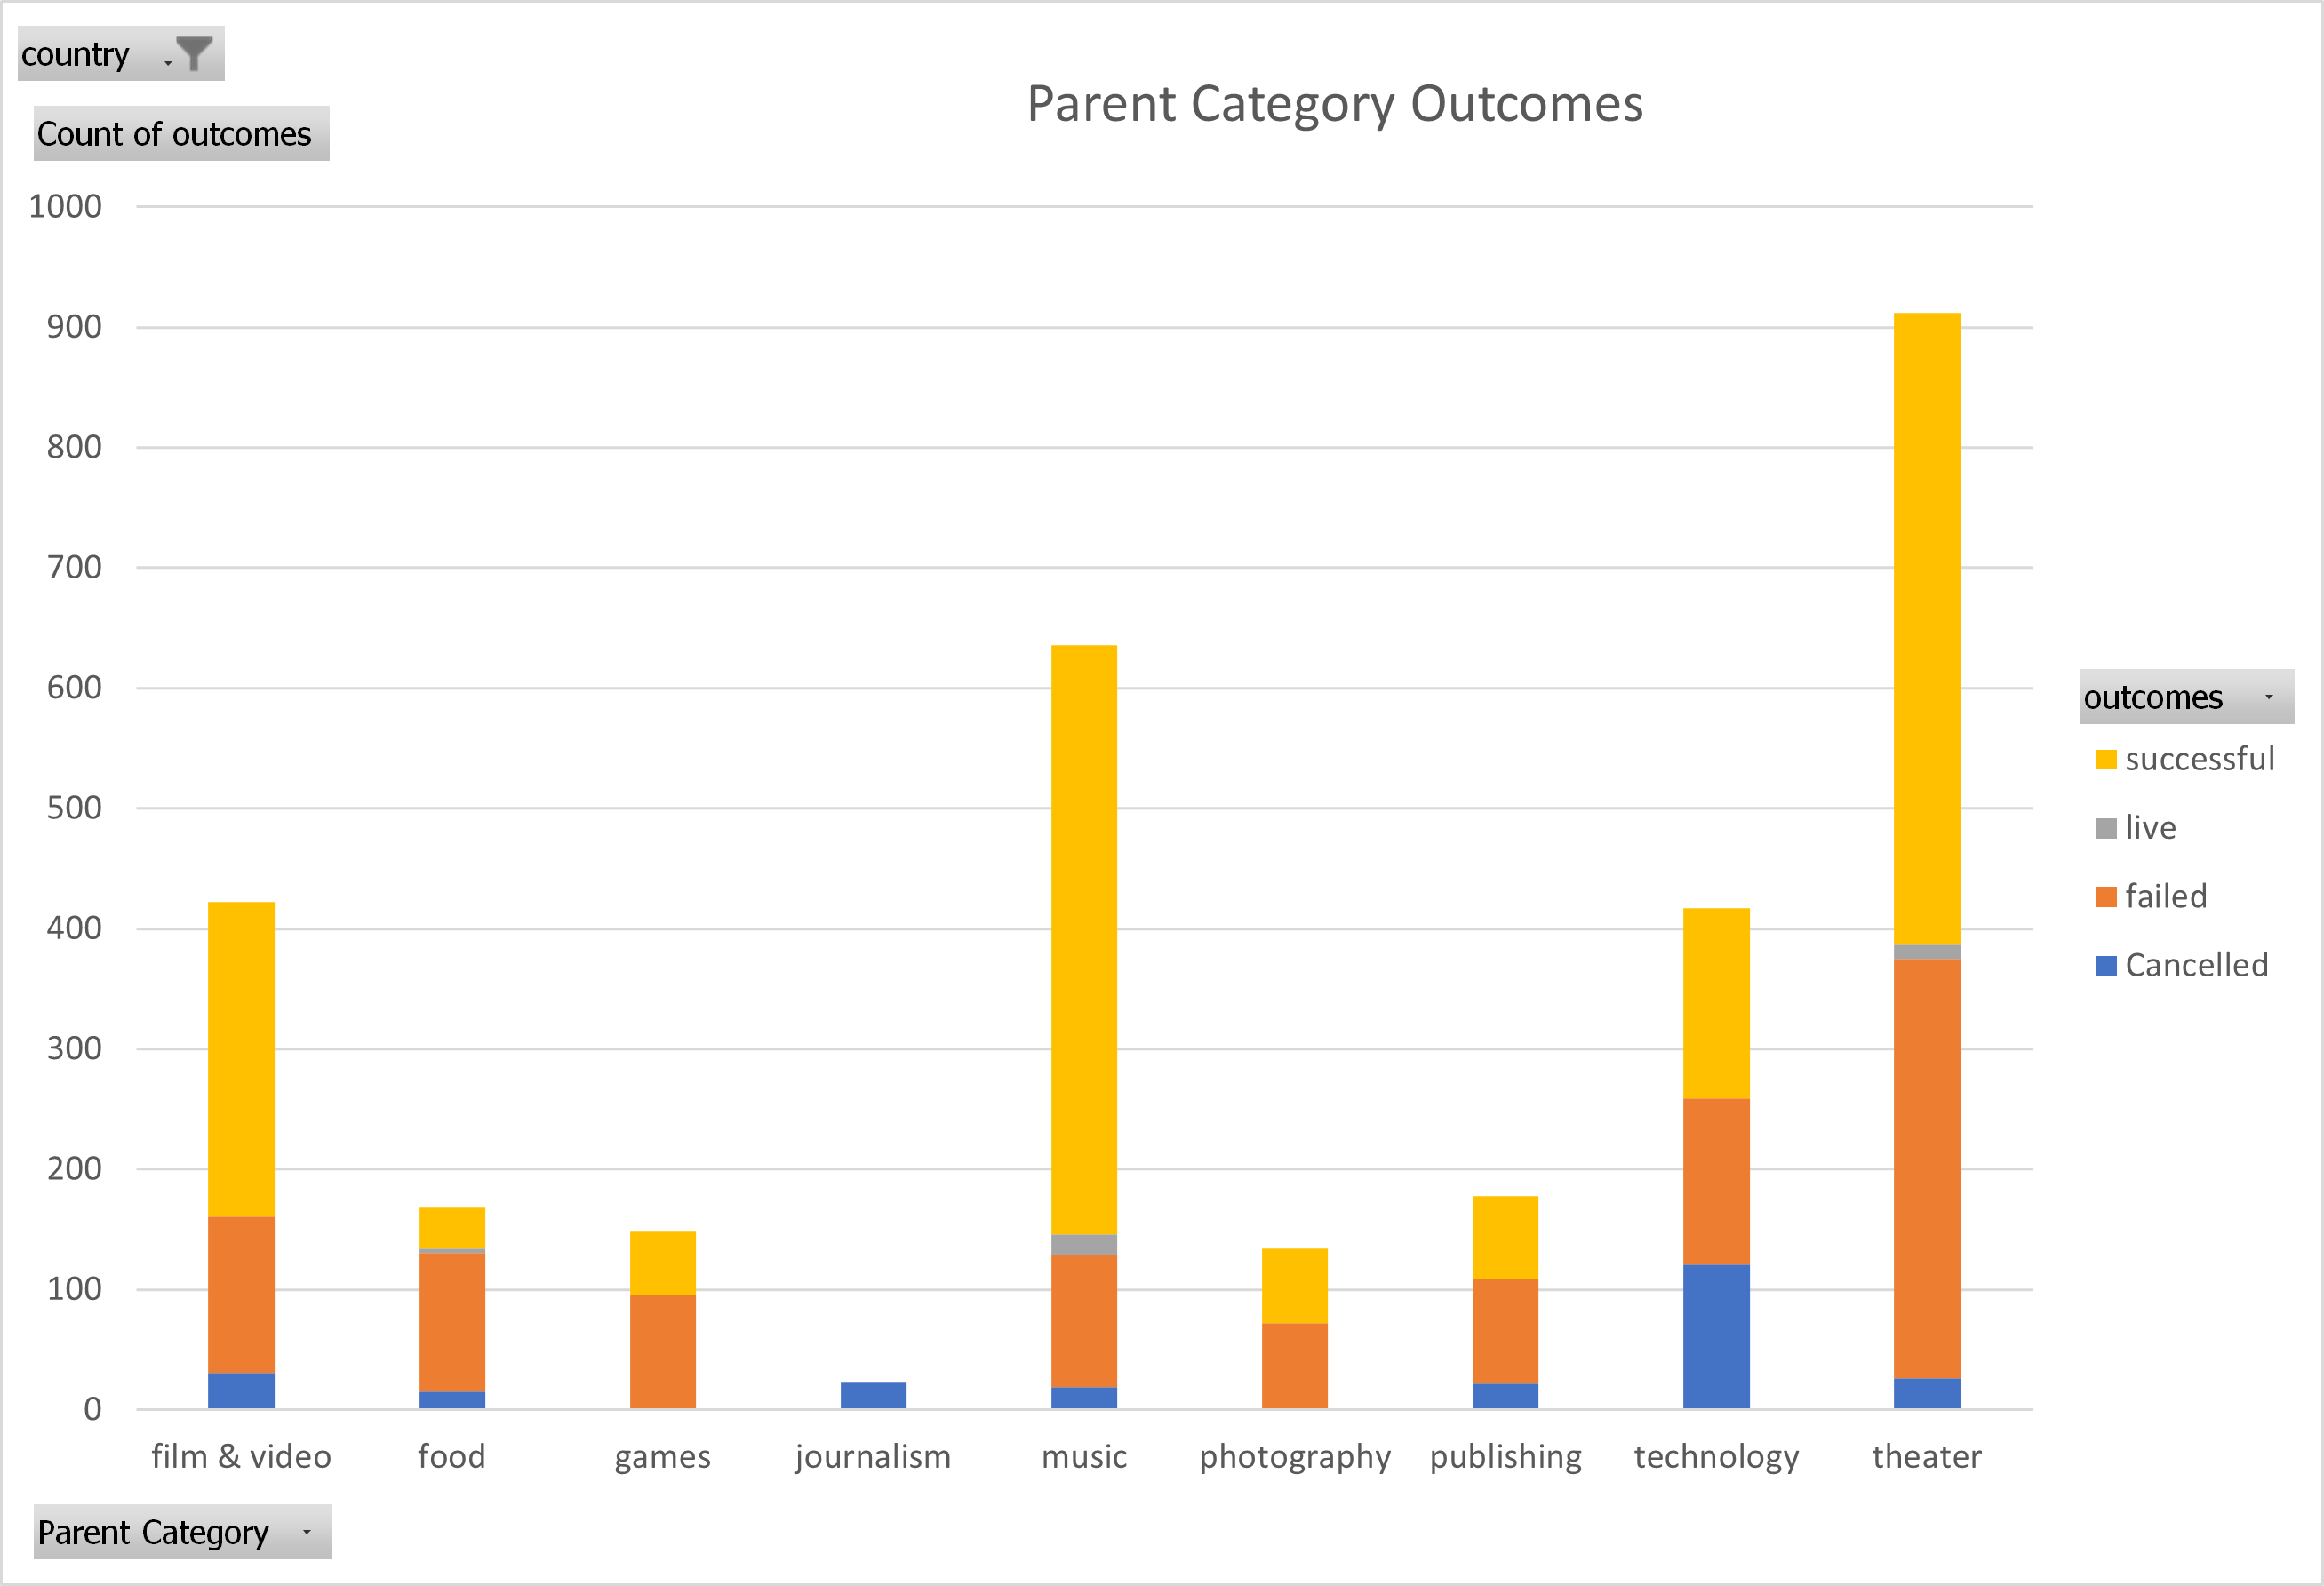 country
Count of outcomes
Parent Category Outcomes
1000
900
800
700
600
500
400
300
200
100
0
film & video food games journalism music photography publishing technology theater
outcomes
successful
live
failed
Cancelled
Parent Category